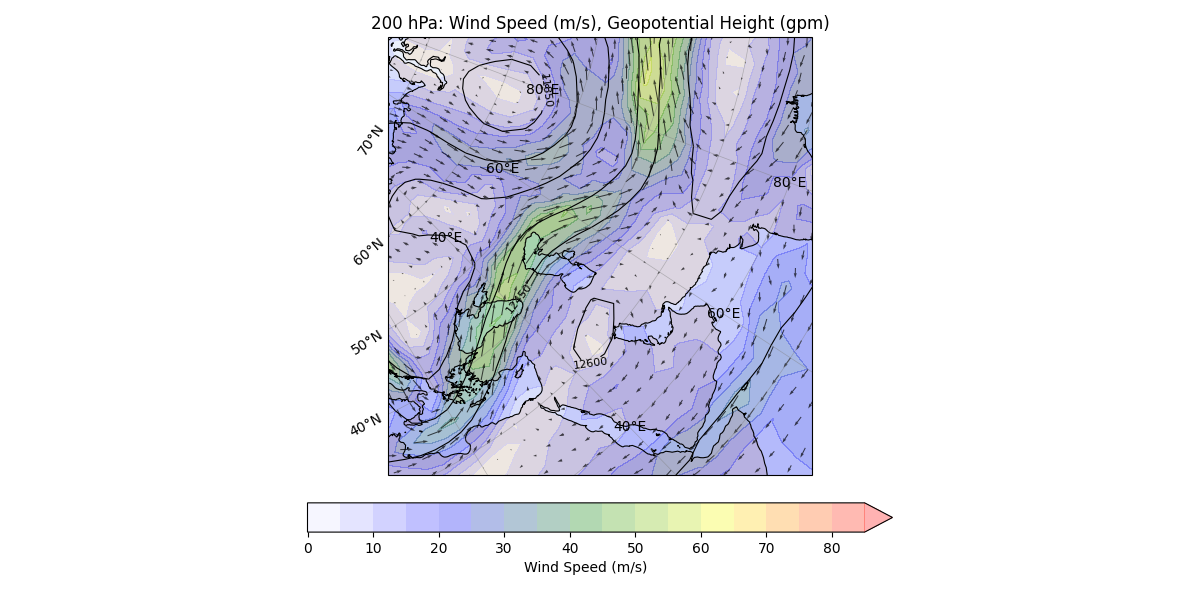 200 hPa: Wind Speed (m/s), Geopotential Height (gpm)
80°E
11850
70°N
60°E
80°E
40°E
60°N
12450
60°E
50°N
12600
40°N
40°E
0 10 20 30 40 50 60 70 80
Wind Speed (m/s)